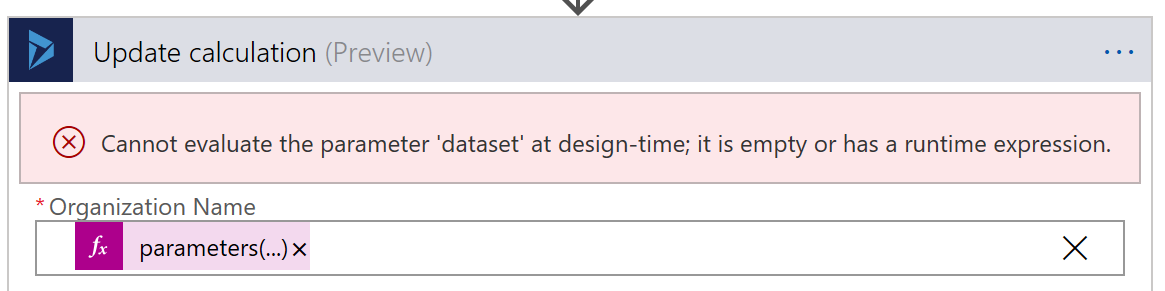 Update calculation (Preview)
Cannot evaluate the parameter 'dataset' at design-time; it is empty or has a runtime expression.
* Organization Name
fx parameters(...) ×